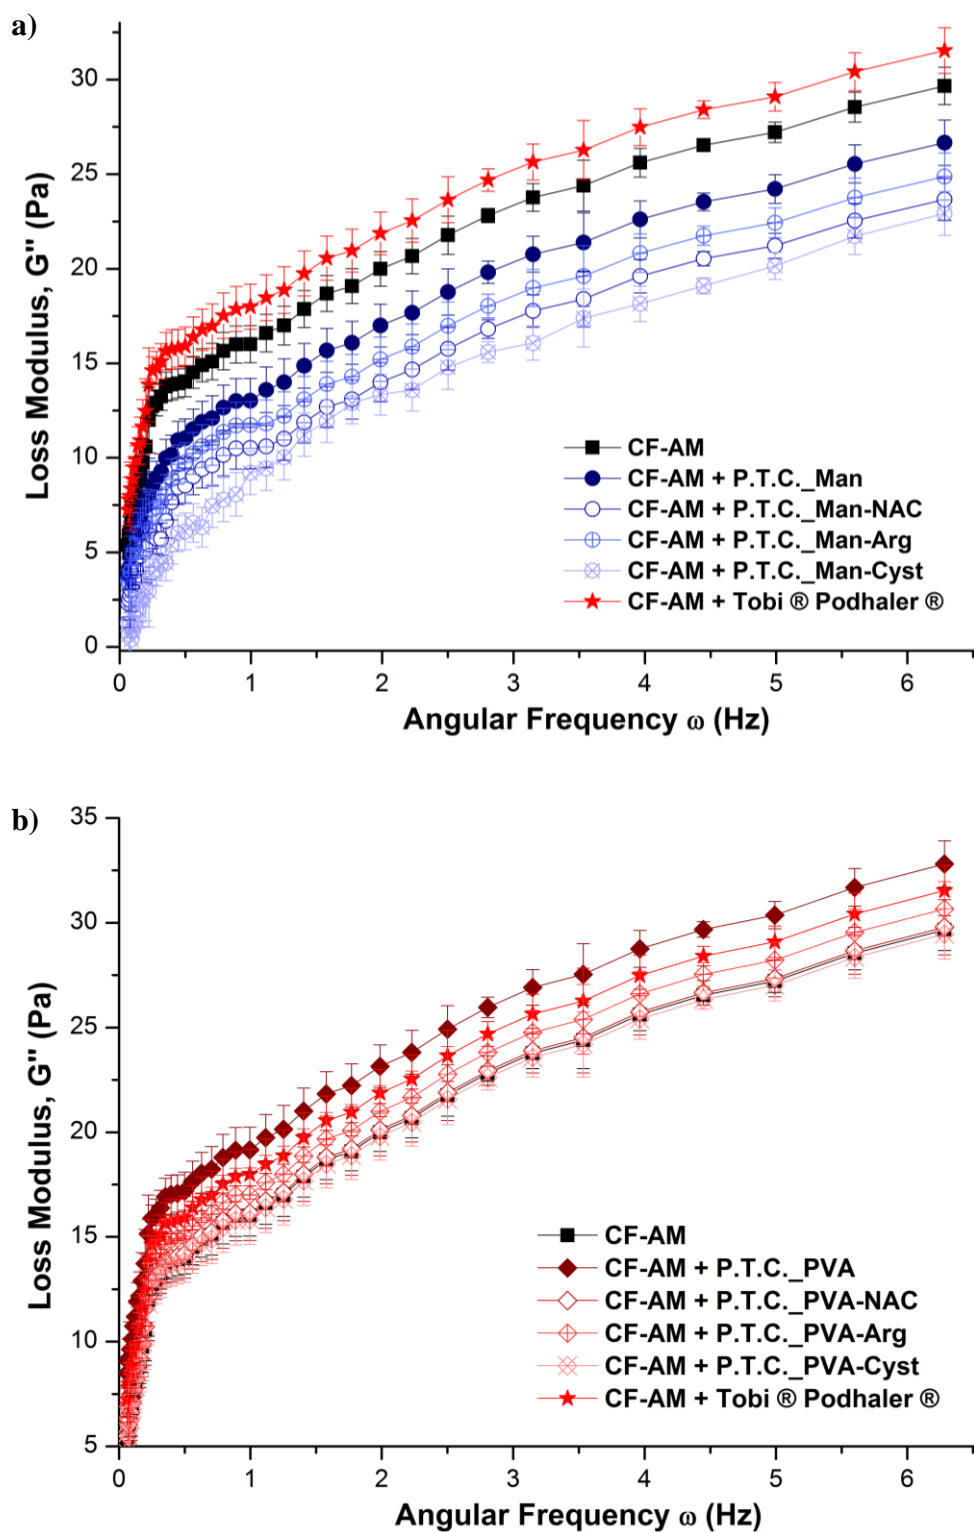 a)
30
25
20
15
10
5
0
Loss Modulus, G" (Pa)
CF-AM
CF-AM + P.T.C._Man
CF-AM + P.T.C._Man-NAC
CF-AM + P.T.C._Man-Arg
CF-AM + P.T.C._Man-Cyst
CF-AM + Tobi ® Podhaler ®
0 1 2 3 4 5 6
Angular Frequency ω (Hz)
b)
35
30
25
20
15
10
5
Loss Modulus, G" (Pa)
CF-AM
CF-AM + P.T.C._PVA
CF-AM + P.T.C._PVA-NAC
CF-AM + P.T.C._PVA-Arg
CF-AM + P.T.C._PVA-Cyst
CF-AM + Tobi ® Podhaler ®
0 1 2 3 4 5 6
Angular Frequency ω (Hz)